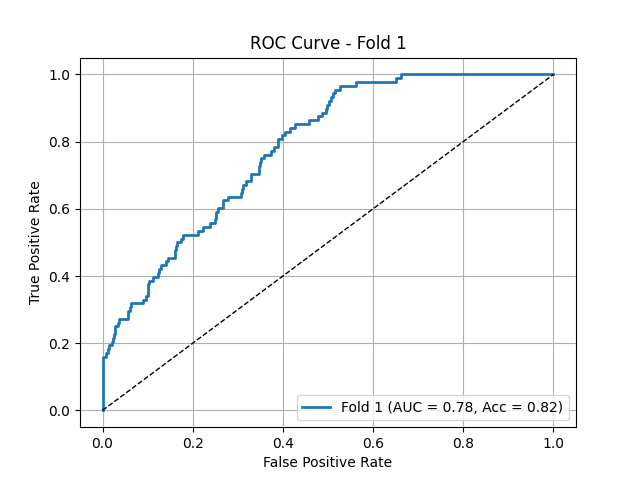 ROC Curve - Fold 1
True Positive Rate
1.0
0.8
0.6
0.4
0.2
0.0
Fold 1 (AUC = 0.78, Acc = 0.82)
0.0 0.2 0.4 0.6 0.8 1.0
False Positive Rate